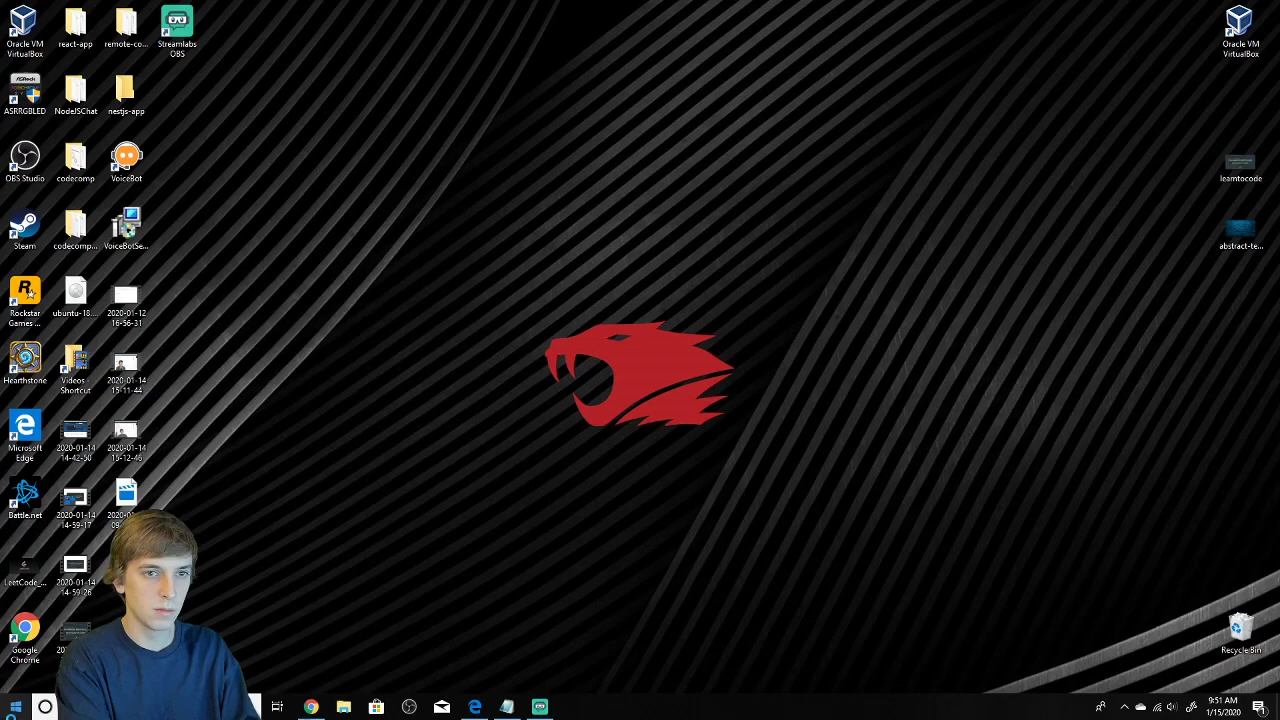 Oracle VM
VirtualBox
react-app
remote-co...
Streamlabs
OBS
Oracle VM
VirtualBox
ASRock
ASRRGBLED
NodeJSChat
nestjs-app
OBS Studio
codecomp
VoiceBot
learntocode
Steam
codecomp...
VoiceBotSe...
abstract-te...
Rockstar
Games ...
ubuntu-18....
2020-01-12
16-56-31
Hearthstone
Videos -
Shortcut
2020-01-14
15-11-44
Microsoft
Edge
2020-01-14
14-42-50
2020-01-14
15-12-46
Battle.net
2020-01-14
14-59-17
LeetCode_...
2020-01-14
14-59-26
Google
Chrome
Recycle Bin
9:51 AM
1/15/2020